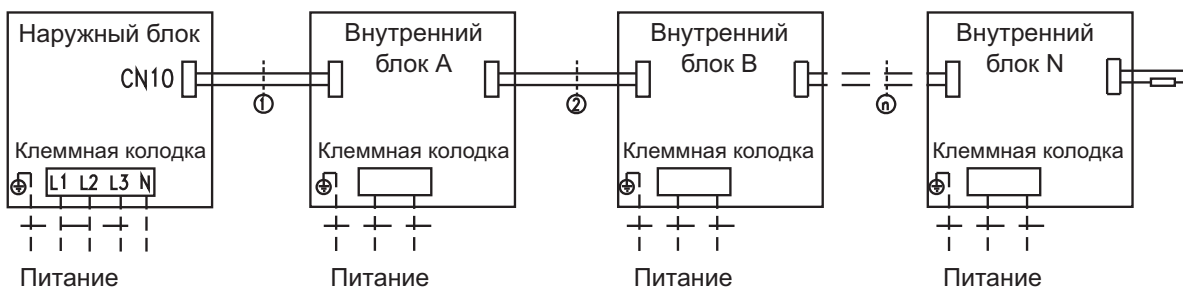 Наружный блок
CN10
Клеммная колодка
L1 L2 L3 N
Питание
1
Внутренний
блок A
Клеммная колодка
Питание
2
Внутренний
блок B
Клеммная колодка
Питание
n
Внутренний
блок N
Клеммная колодка
Питание